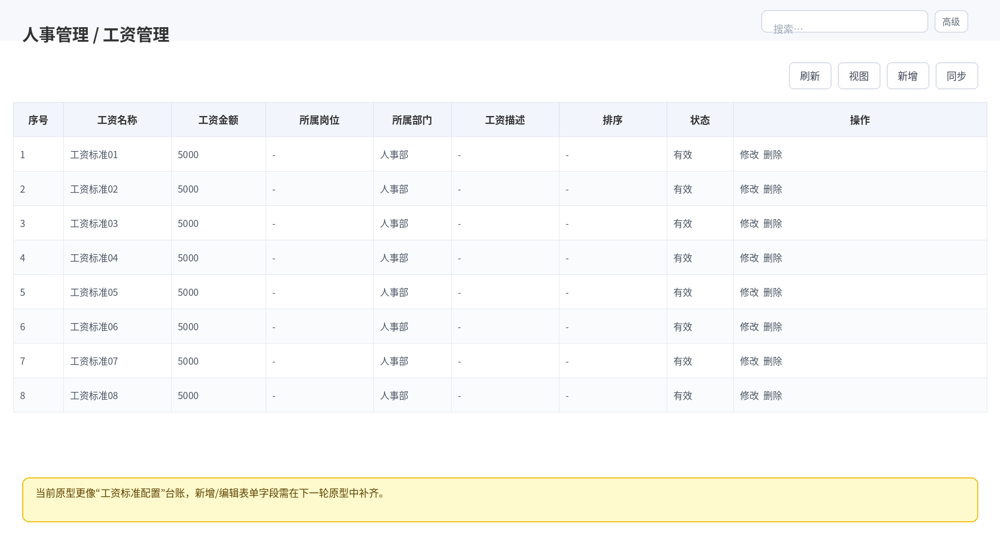 人事管理 / 工资管理
搜索…
高级
刷新 视图 新增 同步
序号 工资名称 工资金额 所属岗位 所属部门 工资描述 排序 状态 操作
1 工资标准01 5000 - 人事部 - - 有效 修改 删除
2 工资标准02 5000 - 人事部 - - 有效 修改 删除
3 工资标准03 5000 - 人事部 - - 有效 修改 删除
4 工资标准04 5000 - 人事部 - - 有效 修改 删除
5 工资标准05 5000 - 人事部 - - 有效 修改 删除
6 工资标准06 5000 - 人事部 - - 有效 修改 删除
7 工资标准07 5000 - 人事部 - - 有效 修改 删除
8 工资标准08 5000 - 人事部 - - 有效 修改 删除
当前原型更像“工资标准配置”台账，新增/编辑表单字段需在下一轮原型中补齐。